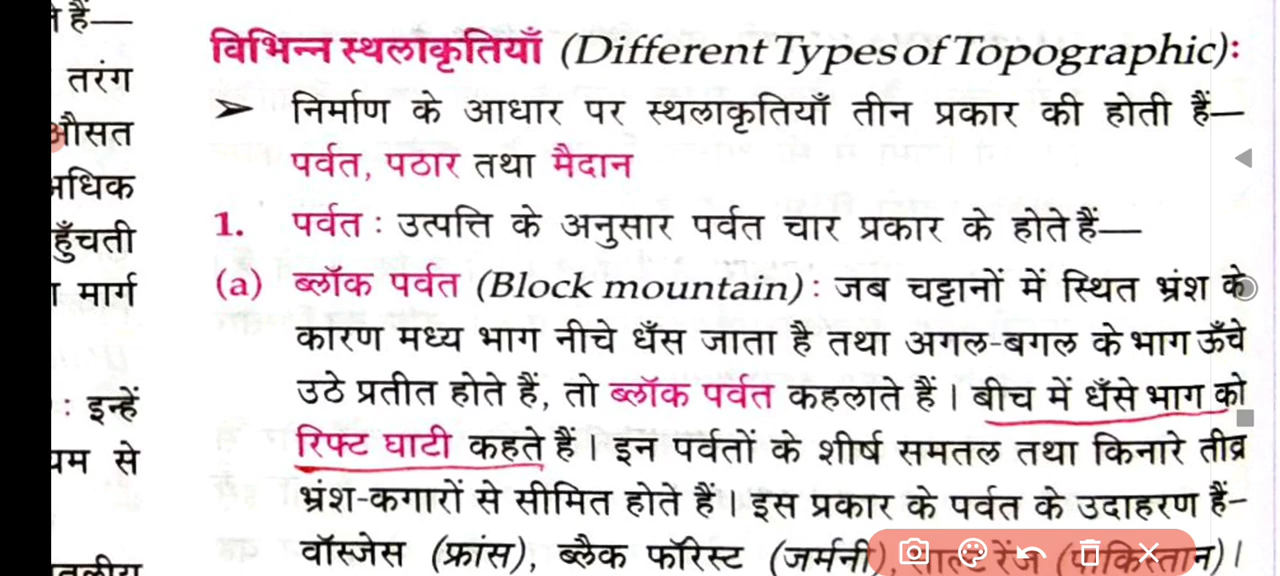 हैं—
तरंग
औसत
अधिक
हुँचती
मार्ग
: इन्हें
से
विभिन्न स्थलाकृतियाँ (Different Types of Topographic):
➤ निर्माण के आधार पर स्थलाकृतियाँ तीन प्रकार की होती हैं—
पर्वत, पठार तथा मैदान
1. पर्वत : उत्पत्ति के अनुसार पर्वत चार प्रकार के होते हैं—
(a) ब्लॉक पर्वत (Block mountain) : जब चट्टानों में स्थित भ्रंश के
कारण मध्य भाग नीचे धँस जाता है तथा अगल-बगल के भाग ऊँचे
उठे प्रतीत होते हैं, तो ब्लॉक पर्वत कहलाते हैं। बीच में धँसे भाग को
रिफ्ट घाटी कहते हैं। इन पर्वतों के शीर्ष समतल तथा किनारे तीव्र
भ्रंश-कगारों से सीमित होते हैं। इस प्रकार के पर्वत के उदाहरण हैं-
वॉस्जेस (फ्रांस), ब्लैक फॉरेस्ट (जर्मनी), साल्ट रेंज (पाकिस्तान)।